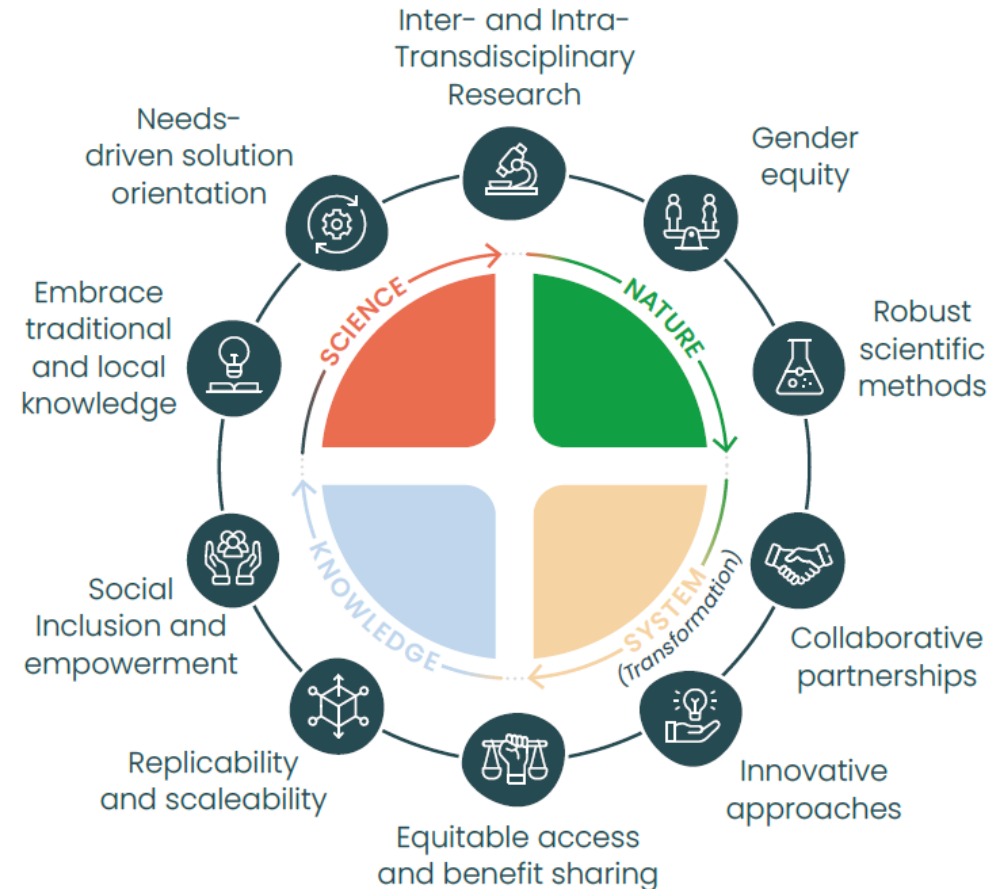 Inter- and Intra-
Transdisciplinary
Research
Gender
equity
Robust
scientific
methods
Collaborative
partnerships
Innovative
approaches
Equitable access
and benefit sharing
Replicability
and scaleability
Social
Inclusion and
empowerment
Embrace
traditional
and local
knowledge
Needs-
driven solution
orientation
SCIENCE
NATURE
SYSTEM
(Transformation)
KNOWLEDGE